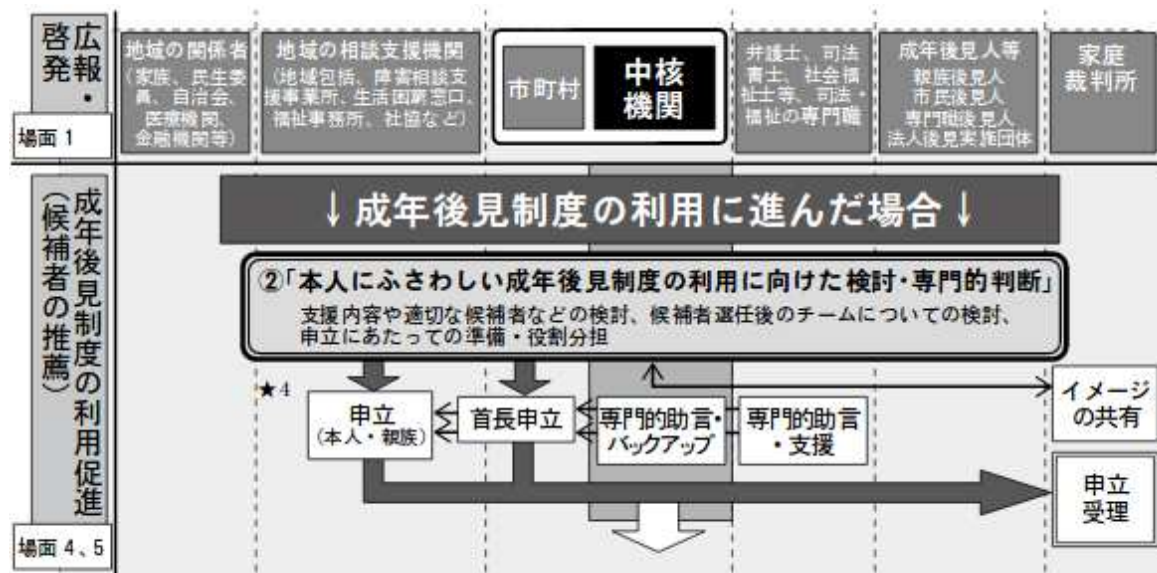 広報・
啓発
場面 1
地域の関係者
(家族、民生委
員、自治会、
医療機関、
金融機関等)
地域の相談支援機関
(地域包括、障害相談支
援事業所、生活困窮窓口、
福祉事務所、社協など)
市町村
中核
機関
弁護士、司法
書士、社会福
祉士等、司法・
福祉の専門職
成年後見人等
親族後見人
市民後見人
専門職後見人
法人後見実施団体
家庭
裁判所
成年後見制度の利用促進
(候補者の推薦)
場面 4、5
↓成年後見制度の利用に進んだ場合↓
②「本人にふさわしい成年後見制度の利用に向けた検討・専門的判断」
支援内容や適切な候補者などの検討、候補者選任後のチームについての検討、
申立にあたっての準備・役割分担
★4
申立
(本人・親族)
首長申立
専門的助言・
バックアップ
専門的助言
・支援
イメージ
の共有
申立
受理